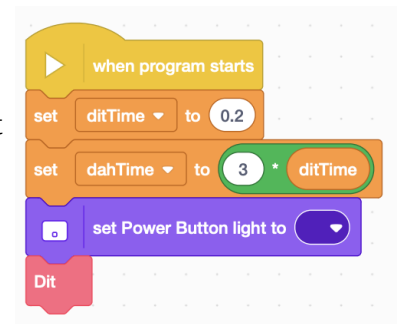 when program starts
set ditTime to 0.2
t
set dahTime to 3 * ditTime
set Power Button light to
Dit